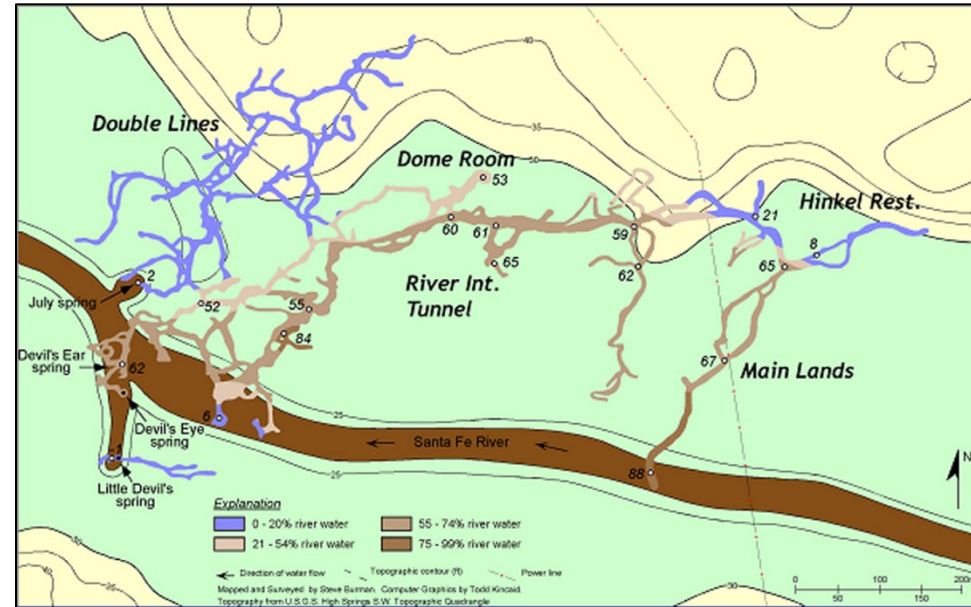 40
Double Lines
35
Dome Room
30
53
Hinkel Rest.
60
61
59
21
8
65
65
62
2
July spring
River Int.
Tunnel
52
55
84
Devil's Ear
spring
62
67
Main Lands
6
25
Devil's Eye
spring
Santa Fe River
1
25
88
Little Devil's
spring
N
Explanation
0 - 20% river water
55 - 74% river water
21 - 54% river water
75 - 99% river water
Direction of water flow
Topographic contour (ft)
Power line
Mapped and Surveyed by Steve Burman. Computer Graphics by Todd Kincaid.
Topography from U.S.G.S. High Springs S.W. Topographic Quadrangle
30
0 50 100 150 200